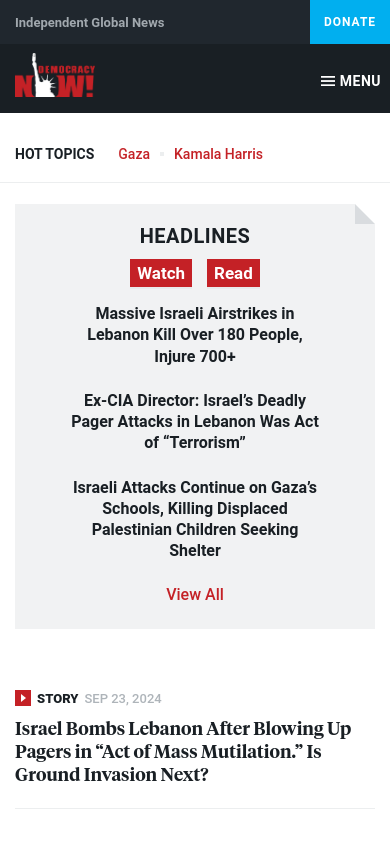 Independent Global News
DONATE
DEMOCRACY
NOW!
MENU
HOT TOPICS
Gaza
Kamala Harris
HEADLINES
Watch
Read
Massive Israeli Airstrikes in
Lebanon Kill Over 180 People,
Injure 700+
Ex-CIA Director: Israel’s Deadly
Pager Attacks in Lebanon Was Act
of “Terrorism”
Israeli Attacks Continue on Gaza’s
Schools, Killing Displaced
Palestinian Children Seeking
Shelter
View All
STORY SEP 23, 2024
Israel Bombs Lebanon After Blowing Up
Pagers in “Act of Mass Mutilation.” Is
Ground Invasion Next?